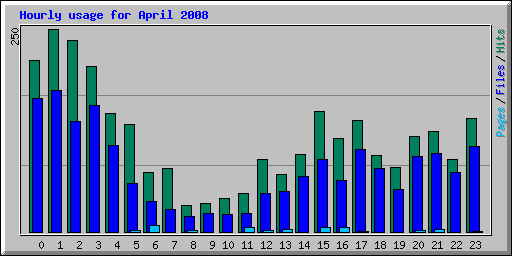 Hourly usage for April 2008
250
Pages/Files/Hits
0 1 2 3 4 5 6 7 8 9 10 11 12 13 14 15 16 17 18 19 20 21 22 23